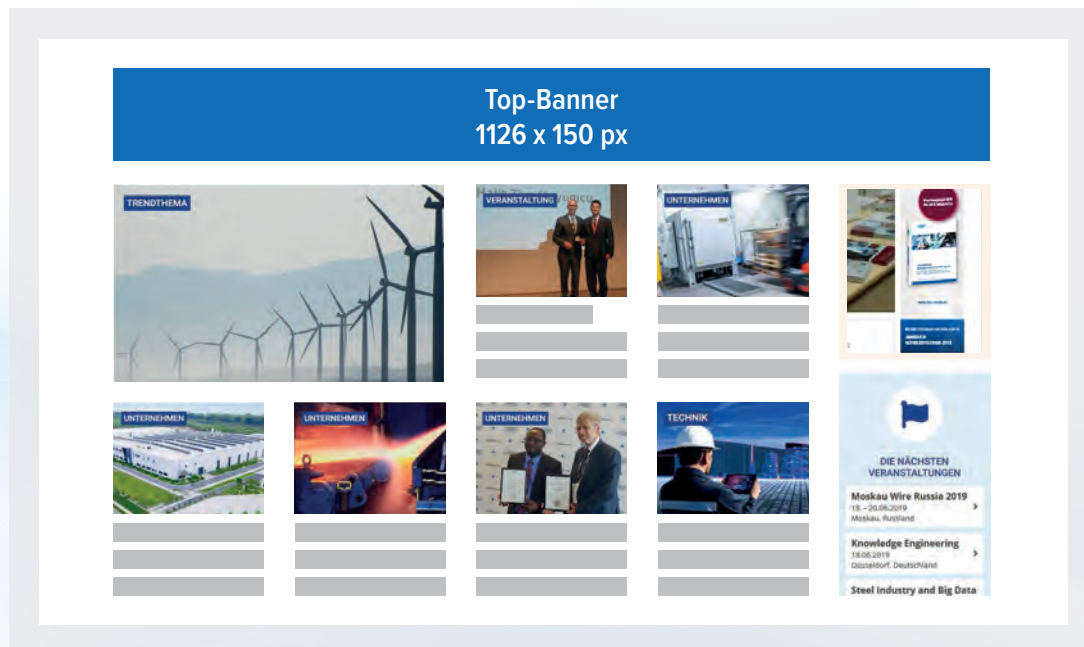 Top-Banner
1126 x 150 px
TRENDTHEMA
VERANSTALTUNG
UNTERNEHMEN
UNTERNEHMEN
UNTERNEHMEN
UNTERNEHMEN
TECHNIK
DIE NÄCHSTEN
VERANSTALTUNGEN
Moskau Wire Russia 2019
18. – 20.06.2019
Moskau, Russland
Knowledge Engineering
18.06.2019
Düsseldorf, Deutschland
Steel Industry and Big Data